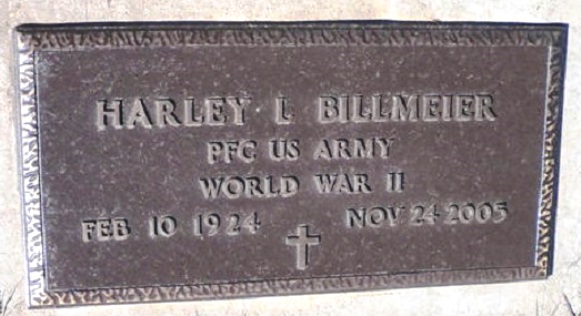 HARLEY L BILLMEIER
PFC US ARMY
WORLD WAR II
FEB 10 1924 NOV 24 2005